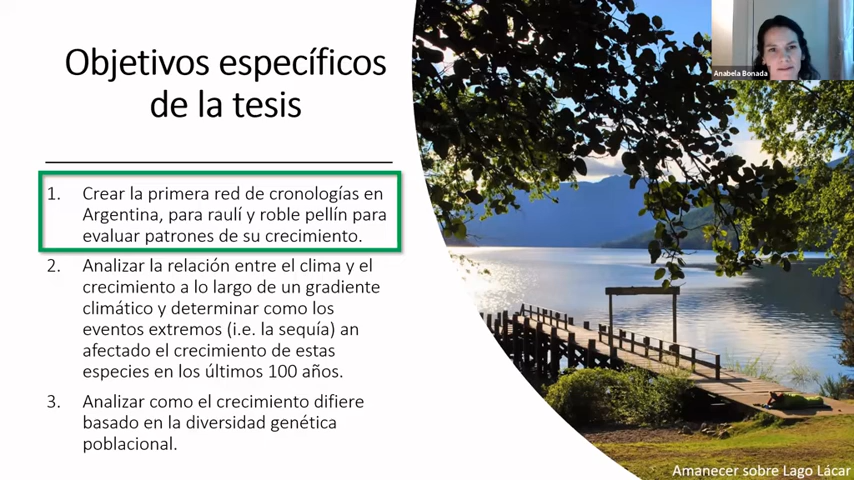 Objetivos específicos
de la tesis
1. Crear la primera red de cronologías en
Argentina, para raulí y roble pellín para
evaluar patrones de su crecimiento.
2. Analizar la relación entre el clima y el
crecimiento a lo largo de un gradiente
climático y determinar como los
eventos extremos (i.e. la sequía) an
afectado el crecimiento de estas
especies en los últimos 100 años.
3. Analizar como el crecimiento difiere
basado en la diversidad genética
poblacional.
Anabela Bonada
Amanecer sobre Lago Lácar